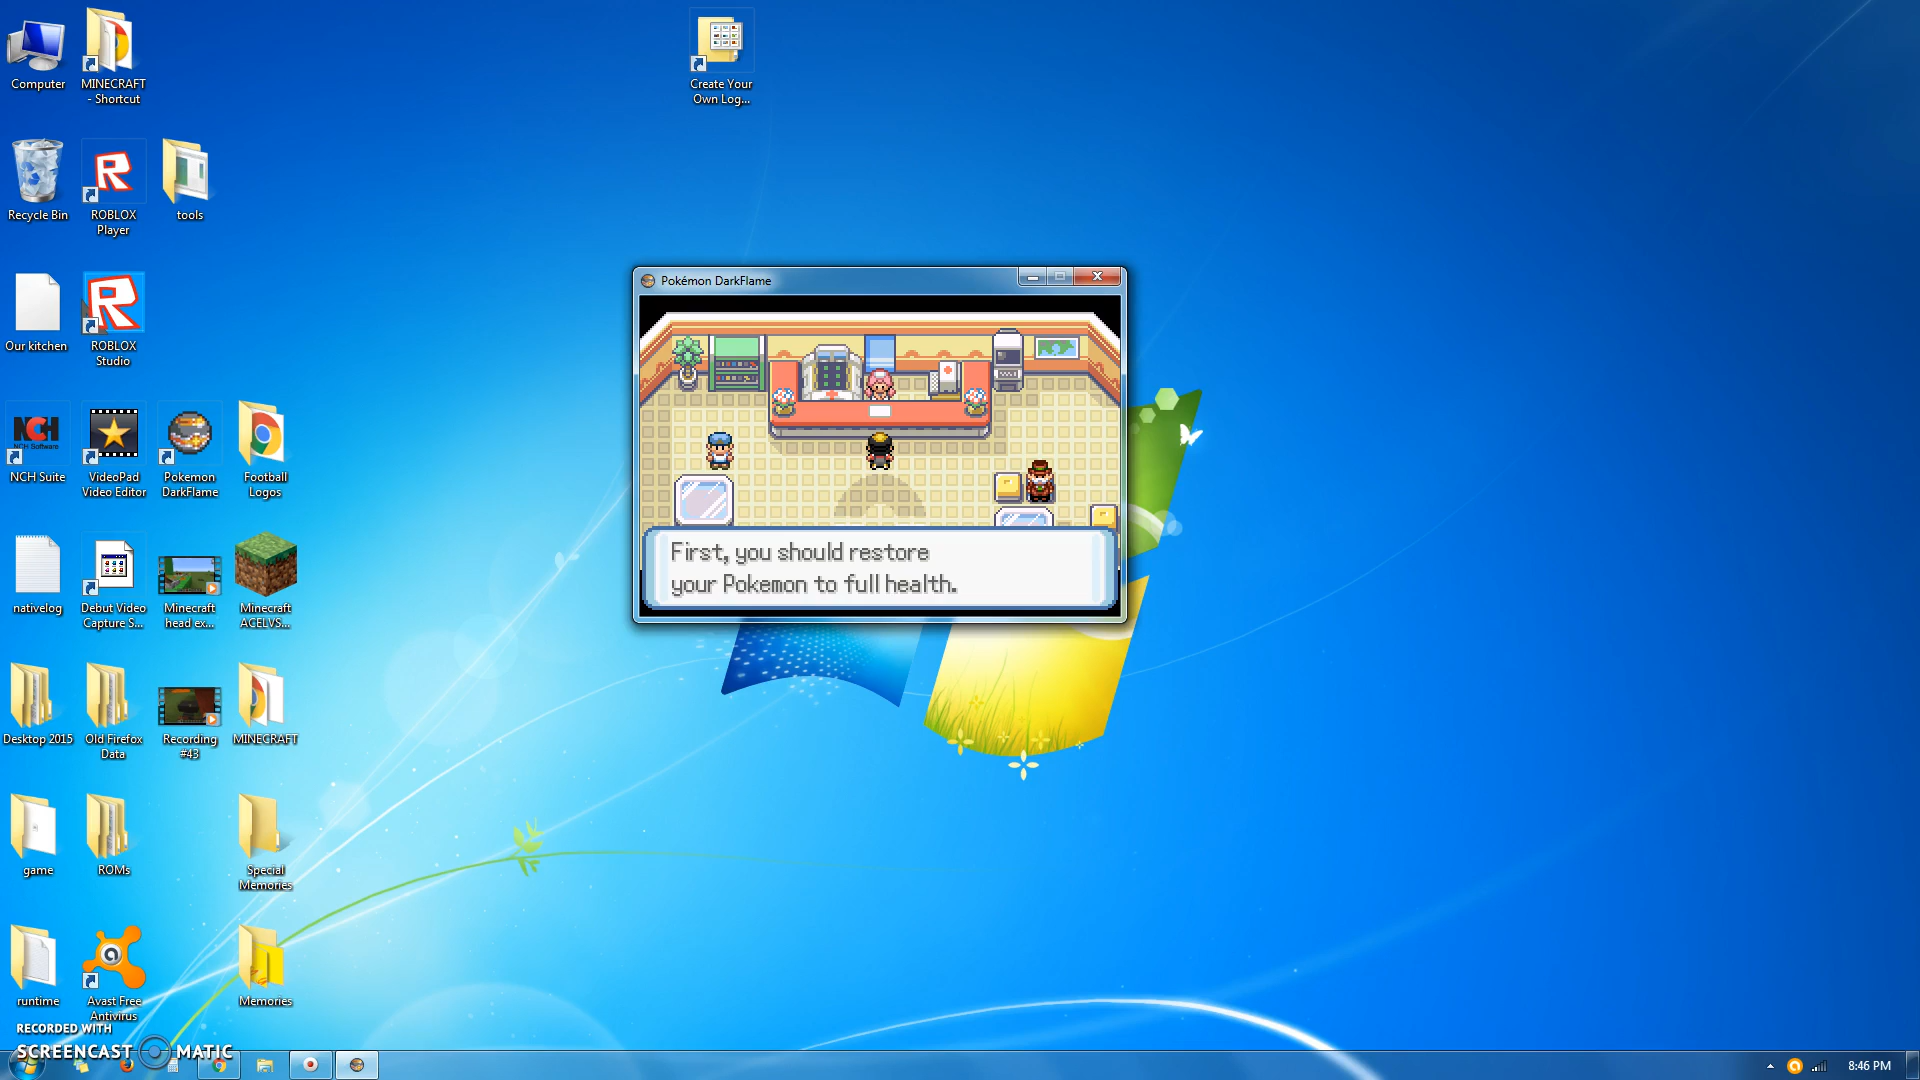 Computer
MINECRAFT
- Shortcut
Create Your
Own Log...
Recycle Bin
R
ROBLOX
Player
tools
Our kitchen
R
ROBLOX
Studio
Pokémon DarkFlame
First, you should restore
your Pokemon to full health.
NCH
NCH Software
NCH Suite
VideoPad
Video Editor
Pokemon
DarkFlame
Football
Logos
nativelog
Debut Video
Capture S...
Minecraft
head ex...
Minecraft
ACELVS...
Desktop 2015
Old Firefox
Data
Recording
#43
MINECRAFT
game
ROMs
Special
Memories
runtime
a
Avast Free
Antivirus
Memories
RECORDED WITH
SCREENCAST MATIC
8:46 PM